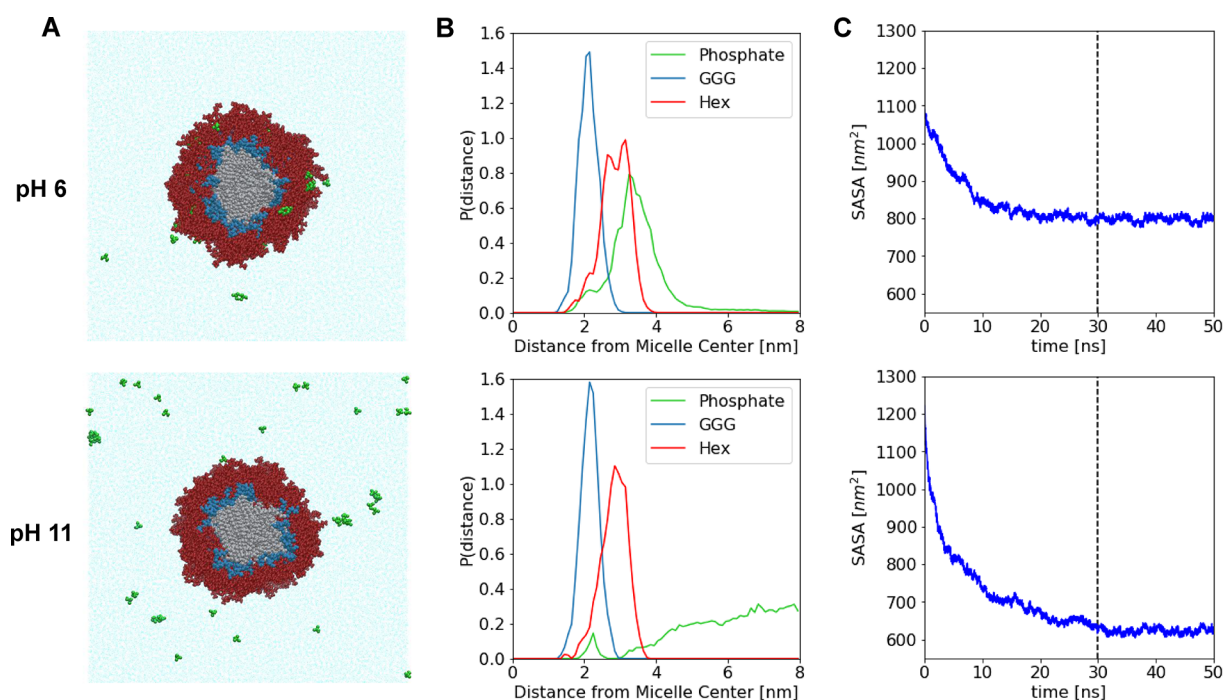 A
B
C
pH 6
1.6
1.4
1.2
1.0
0.8
0.6
0.4
0.2
0.0
P(distance)
Phosphate
GGG
Hex
0
2
4
6
8
Distance from Micelle Center [nm]
1300
1200
1100
1000
900
800
700
600
SASA [nm²]
0
10
20
30
40
50
time [ns]
pH 11
1.6
1.4
1.2
1.0
0.8
0.6
0.4
0.2
0.0
P(distance)
Phosphate
GGG
Hex
0
2
4
6
8
Distance from Micelle Center [nm]
1300
1200
1100
1000
900
800
700
600
SASA [nm²]
0
10
20
30
40
50
time [ns]